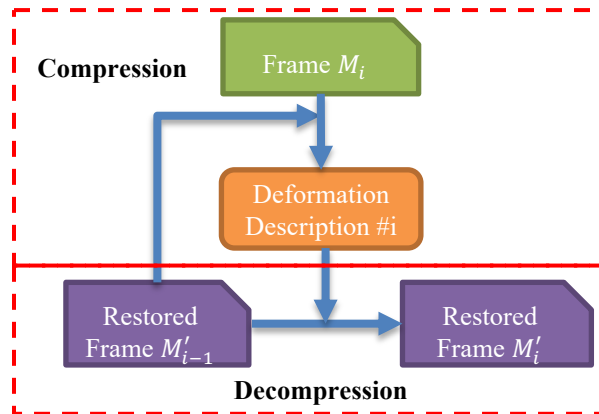 Compression
Frame $M_i$
Deformation
Description #i
Restored
Frame $M'_{i-1}$
Restored
Frame $M'_i$
Decompression